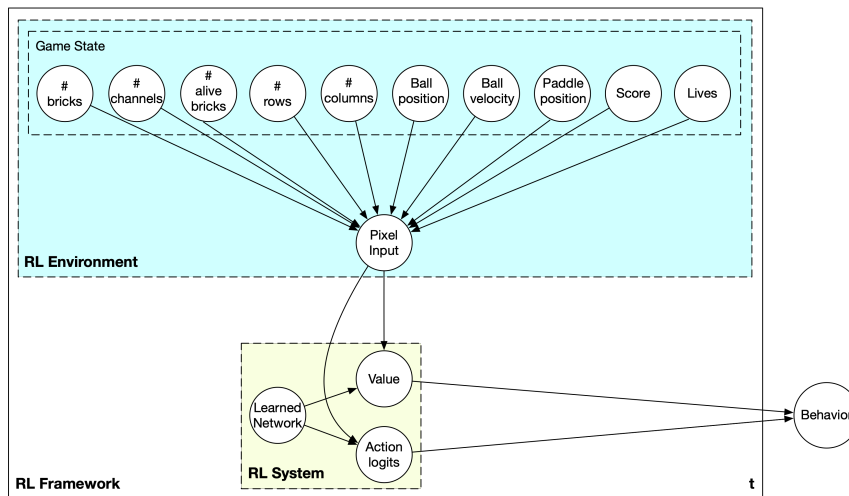 Game State
#
bricks
#
channels
#
alive
bricks
#
rows
#
columns
Ball
position
Ball
velocity
Paddle
position
Score
Lives
Pixel
Input
RL Environment
Value
Learned
Network
Action
logits
RL System
Behavior
RL Framework
t